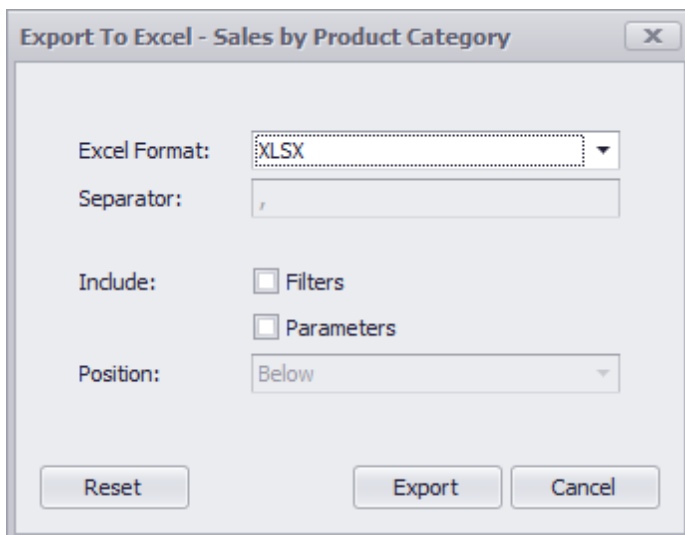 Export To Excel - Sales by Product Category
Excel Format: XLSX
Separator: ,
Include: Filters
Parameters
Position: Below
Reset Export Cancel